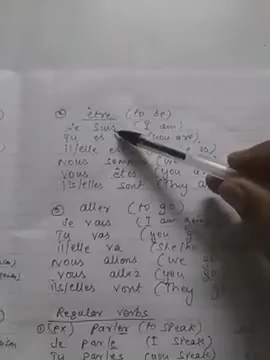 être (to be)
Je suis (I am)
Tu es (you are)
il/elle is)
Nous (we
Vous êtes (you a
ils/elles sont (They a
aller (to go)
Je vais (I am
Tu vas (you
il/elle va (she/he
Nous allons (we
vous allez (you
ils/elles vont (They
Regular verbs
(ex) parler (to speak)
Je parle (I speak)
Tu parles (you speak)